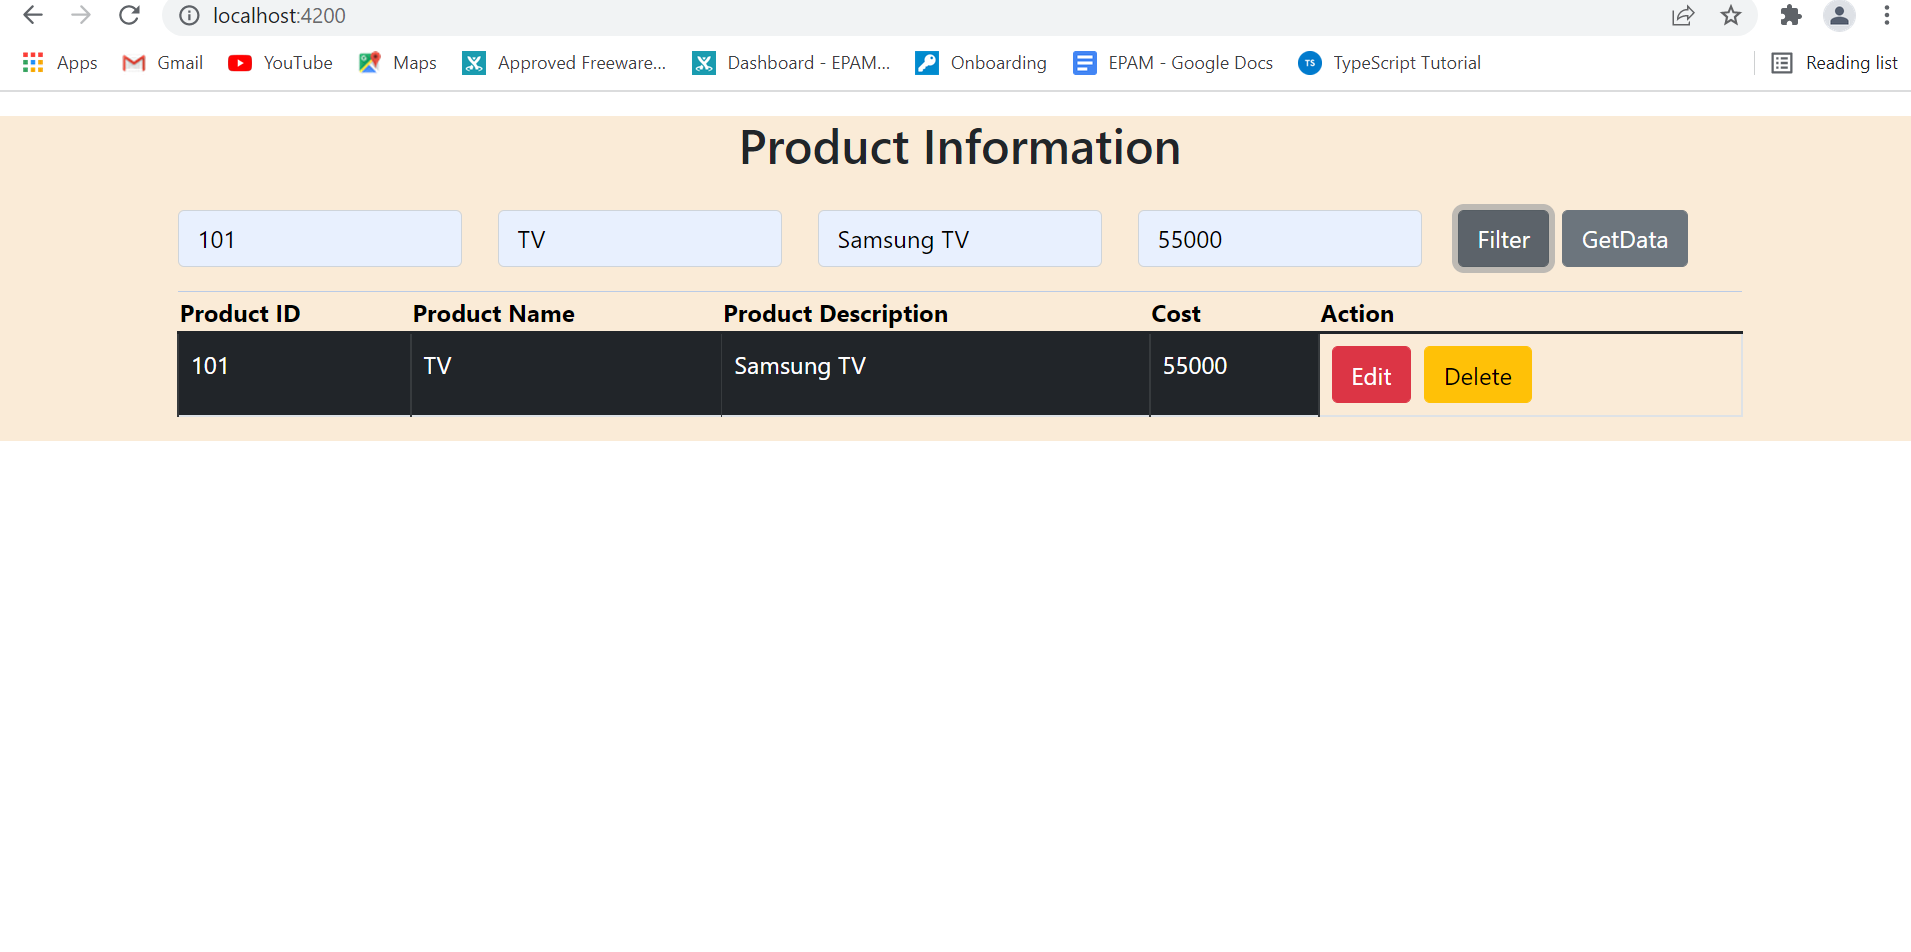 localhost:4200
Apps Gmail YouTube Maps Approved Freeware... Dashboard - EPAM... Onboarding EPAM - Google Docs TS TypeScript Tutorial Reading list
Product Information
101 TV Samsung TV 55000 Filter GetData
Product ID Product Name Product Description Cost Action
101 TV Samsung TV 55000 Edit Delete